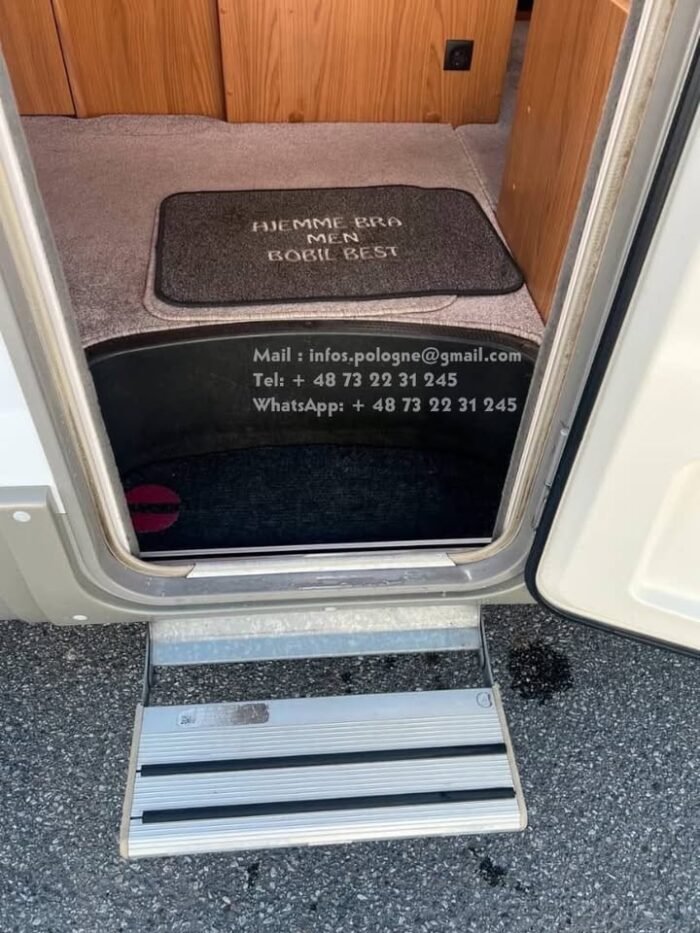 HJEMME BRA
MEN
BOBIL BEST
Mail : infos.pologne@gmail.com
Tel: + 48 73 22 31 245
WhatsApp: + 48 73 22 31 245